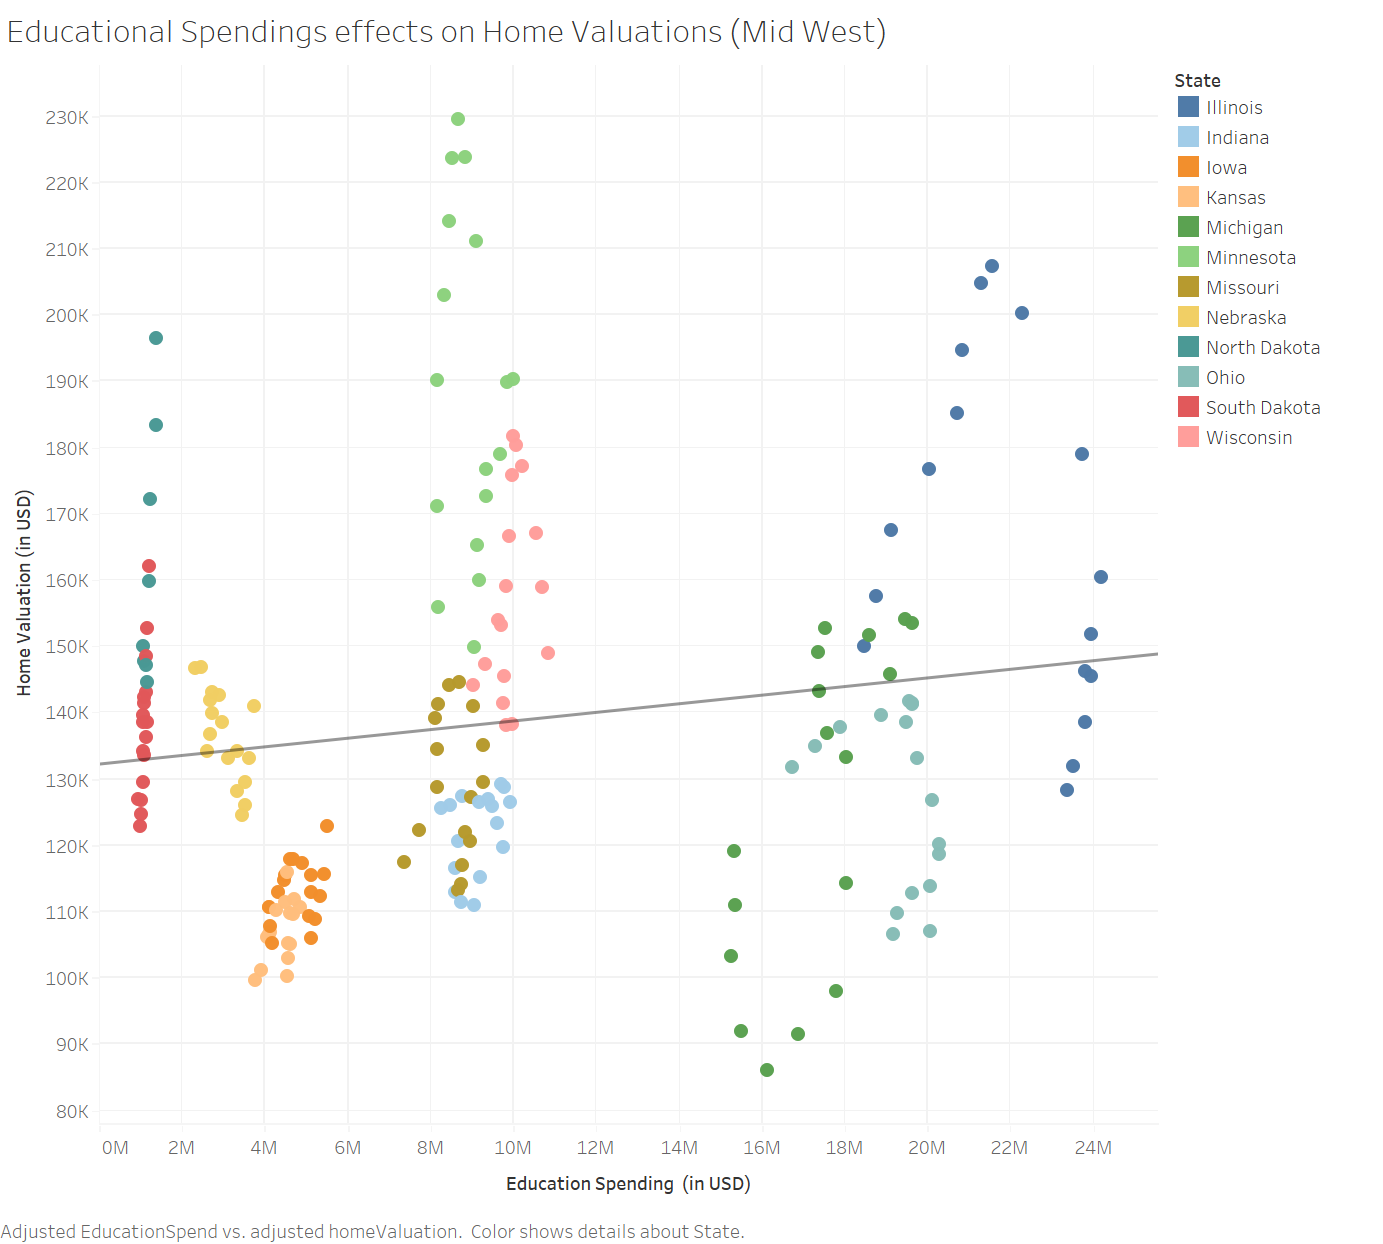 Educational Spendings effects on Home Valuations (Mid West)
State
Illinois
Indiana
Iowa
Kansas
Michigan
Minnesota
Missouri
Nebraska
North Dakota
Ohio
South Dakota
Wisconsin
Home Valuation (in USD)
230K
220K
210K
200K
190K
180K
170K
160K
150K
140K
130K
120K
110K
100K
90K
80K
0M 2M 4M 6M 8M 10M 12M 14M 16M 18M 20M 22M 24M
Education Spending (in USD)
Adjusted EducationSpend vs. adjusted homeValuation. Color shows details about State.